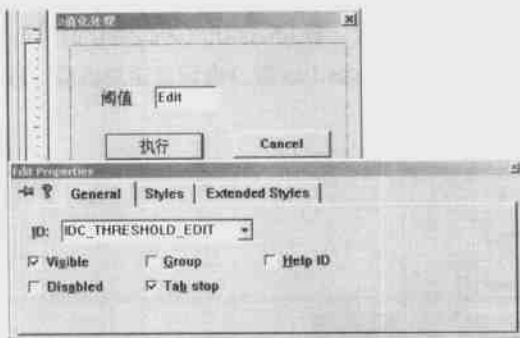 阈值 Edit
执行 Cancel
Edit Properties
General Styles Extended Styles
ID: IDC_THRESHOLD_EDIT
Visible Group Help ID
Disabled Tab stop